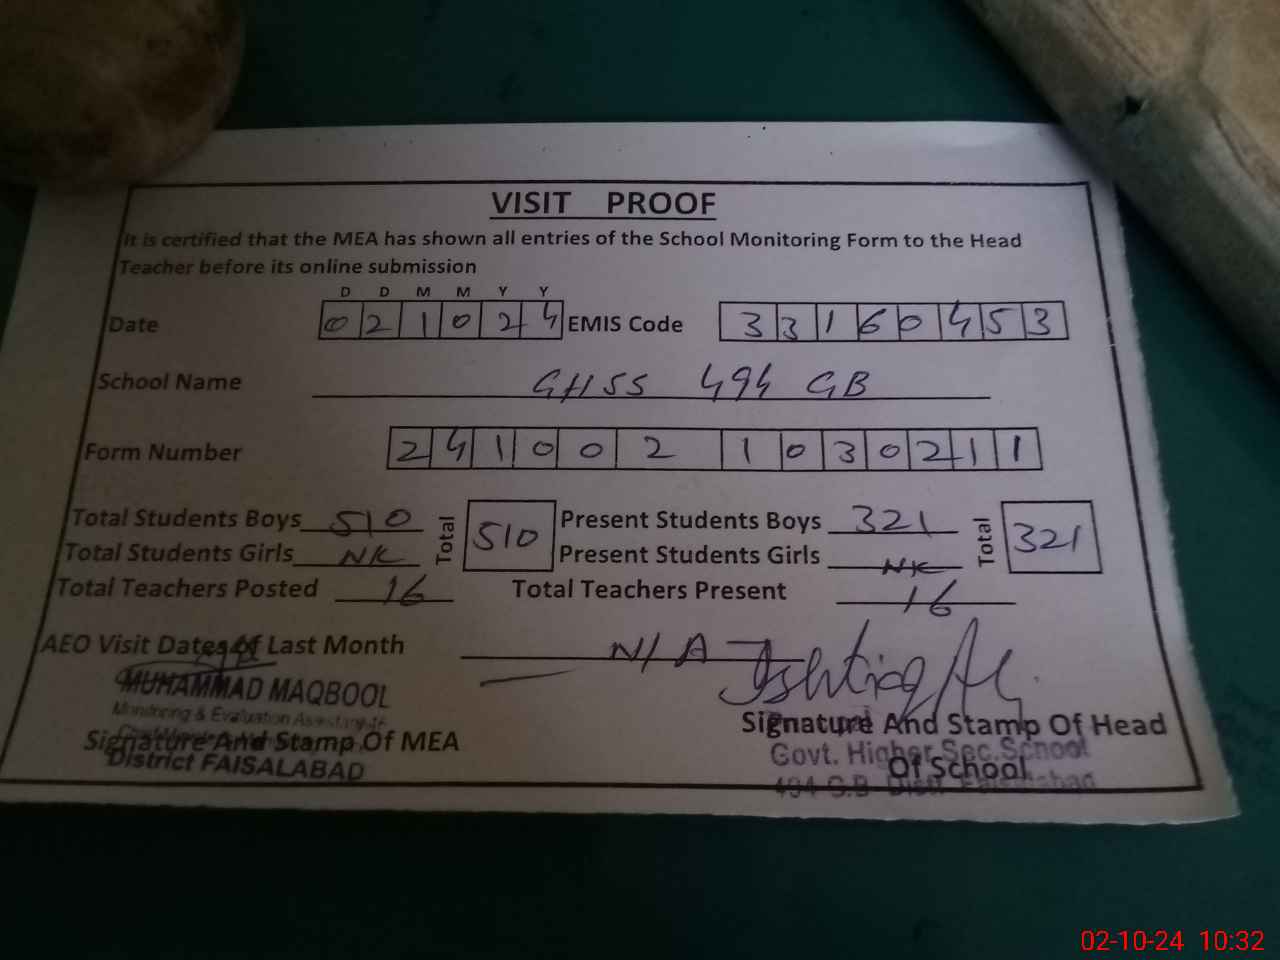 VISIT PROOF
It is certified that the MEA has shown all entries of the School Monitoring Form to the Head
Teacher before its online submission
D D M M Y Y
Date 0 2 1 0 2 4 EMIS Code 3 3 1 6 0 4 5 3
School Name GHSS 494 GB
Form Number 2 4 1 0 0 2 1 0 3 0 2 1 1
Total Students Boys 510 Total 510 Present Students Boys 321 Total 321
Total Students Girls NK Present Students Girls NK
Total Teachers Posted 16 Total Teachers Present 16
AEO Visit Dates of Last Month N/A
MUHAMMAD MAQBOOL
Monitoring & Evaluation Assistant
Signature And Stamp Of MEA
District FAISALABAD
Signature And Stamp Of Head
Govt. Higher Sec. School
Of School
494 G.B Distt Faisalabad
02-10-24 10:32